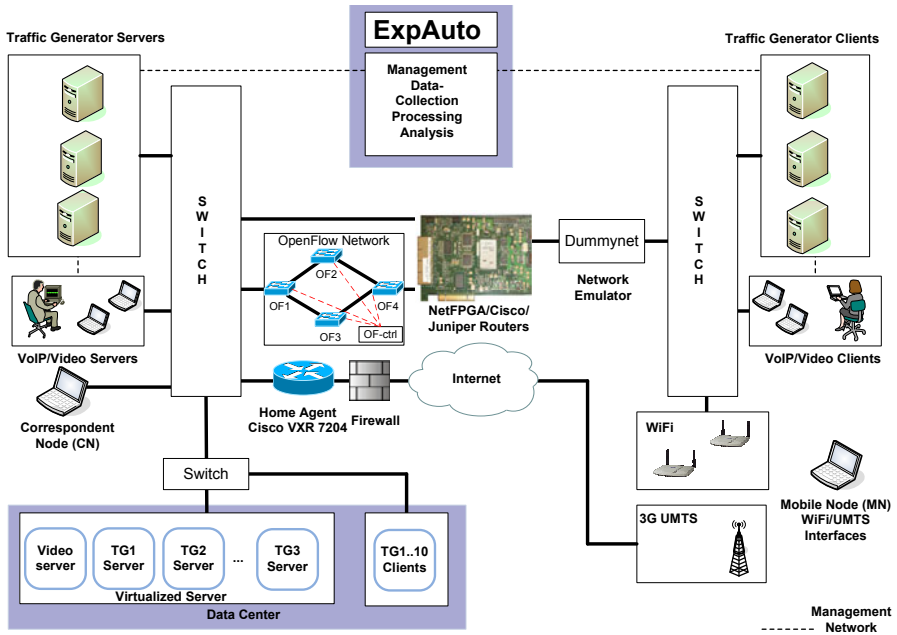 ExpAuto
Management
Data-
Collection
Processing
Analysis
Traffic Generator Servers
Traffic Generator Clients
S
W
I
T
C
H
S
W
I
T
C
H
OpenFlow Network
OF2
OF1
OF4
OF3
OF-ctrl
NetFPGA/Cisco/
Juniper Routers
Dummynet
Network
Emulator
VoIP/Video Servers
VoIP/Video Clients
Correspondent
Node (CN)
Home Agent
Cisco VXR 7204
Firewall
Internet
WiFi
3G UMTS
Mobile Node (MN)
WiFi/UMTS
Interfaces
Switch
Video
server
TG1
Server
TG2
Server
...
TG3
Server
TG1..10
Clients
Virtualized Server
Data Center
Management
Network